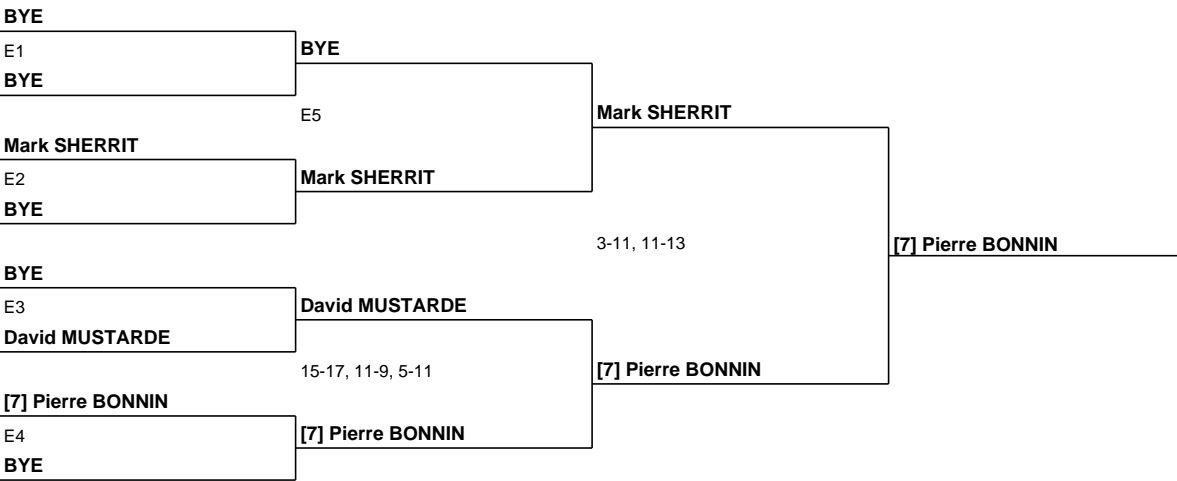 BYE
E1
BYE
BYE
E5
Mark SHERRIT
Mark SHERRIT
E2
Mark SHERRIT
BYE
3-11, 11-13
[7] Pierre BONNIN
BYE
E3
David MUSTARDE
David MUSTARDE
15-17, 11-9, 5-11
[7] Pierre BONNIN
[7] Pierre BONNIN
E4
[7] Pierre BONNIN
BYE